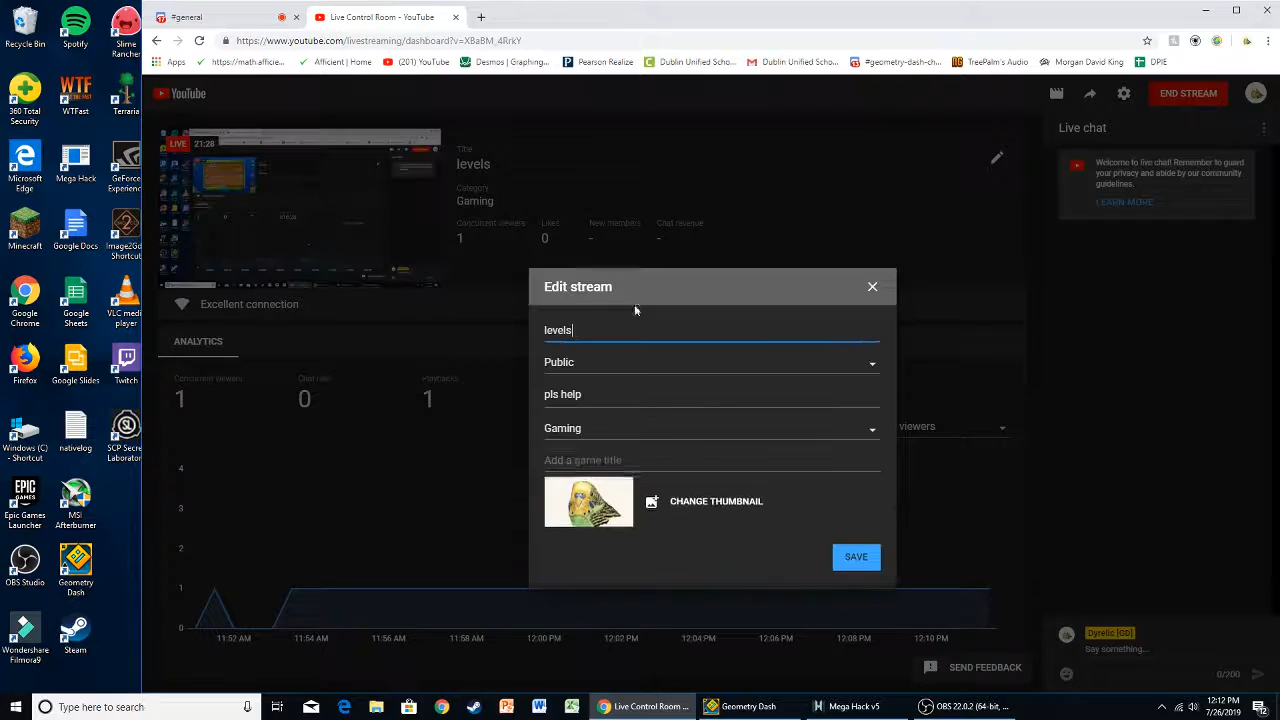 #general
Live Control Room - YouTube
https://www.youtube.com/livestreaming/dashboard?v=XBaBM_4RrkY
Apps
https://math.afficie...
Afficient | Home
(201) YouTube
Desmos | Graphing...
Pearson Realize
Dublin Unified Sch...
Dublin Unified Scho...
#geometry-dash-ch...
TreePalm's Audio
Morgan David King
DPIE
Recycle Bin
Spotify
Slime Rancher
360 Total Security
WTFast
Terraria
Microsoft Edge
Mega Hack
GeForce Experience
Minecraft
Google Docs
Image2Gd Shortcut
Google Chrome
Google Sheets
VLC media player
Firefox
Google Slides
Twitch
Windows (C) - Shortcut
nativelog
SCP Secret Laboratory
Epic Games Launcher
MSI Afterburner
OBS Studio
Geometry Dash
Wondershare Filmora9
Steam
YouTube
END STREAM
LIVE 21:28
Title
levels
Category
Gaming
Concurrent viewers
Likes
New members
Chat revenue
1
0
-
-
Excellent connection
ANALYTICS
Concurrent viewers
Chat rate
Playbacks
1
0
1
viewers
4
3
2
1
0
11:52 AM
11:54 AM
11:56 AM
11:58 AM
12:00 PM
12:02 PM
12:04 PM
12:06 PM
12:08 PM
12:10 PM
SEND FEEDBACK
Edit stream
levels
Public
pls help
Gaming
Add a game title
CHANGE THUMBNAIL
SAVE
Live chat
Welcome to live chat! Remember to guard
your privacy and abide by our community
guidelines.
LEARN MORE
Dyrelic [GD]
Say something...
0/200
Type here to search
Live Control Room ...
Geometry Dash
Mega Hack v5
OBS 22.0.2 (64-bit, ...
12:12 PM
7/26/2019
12